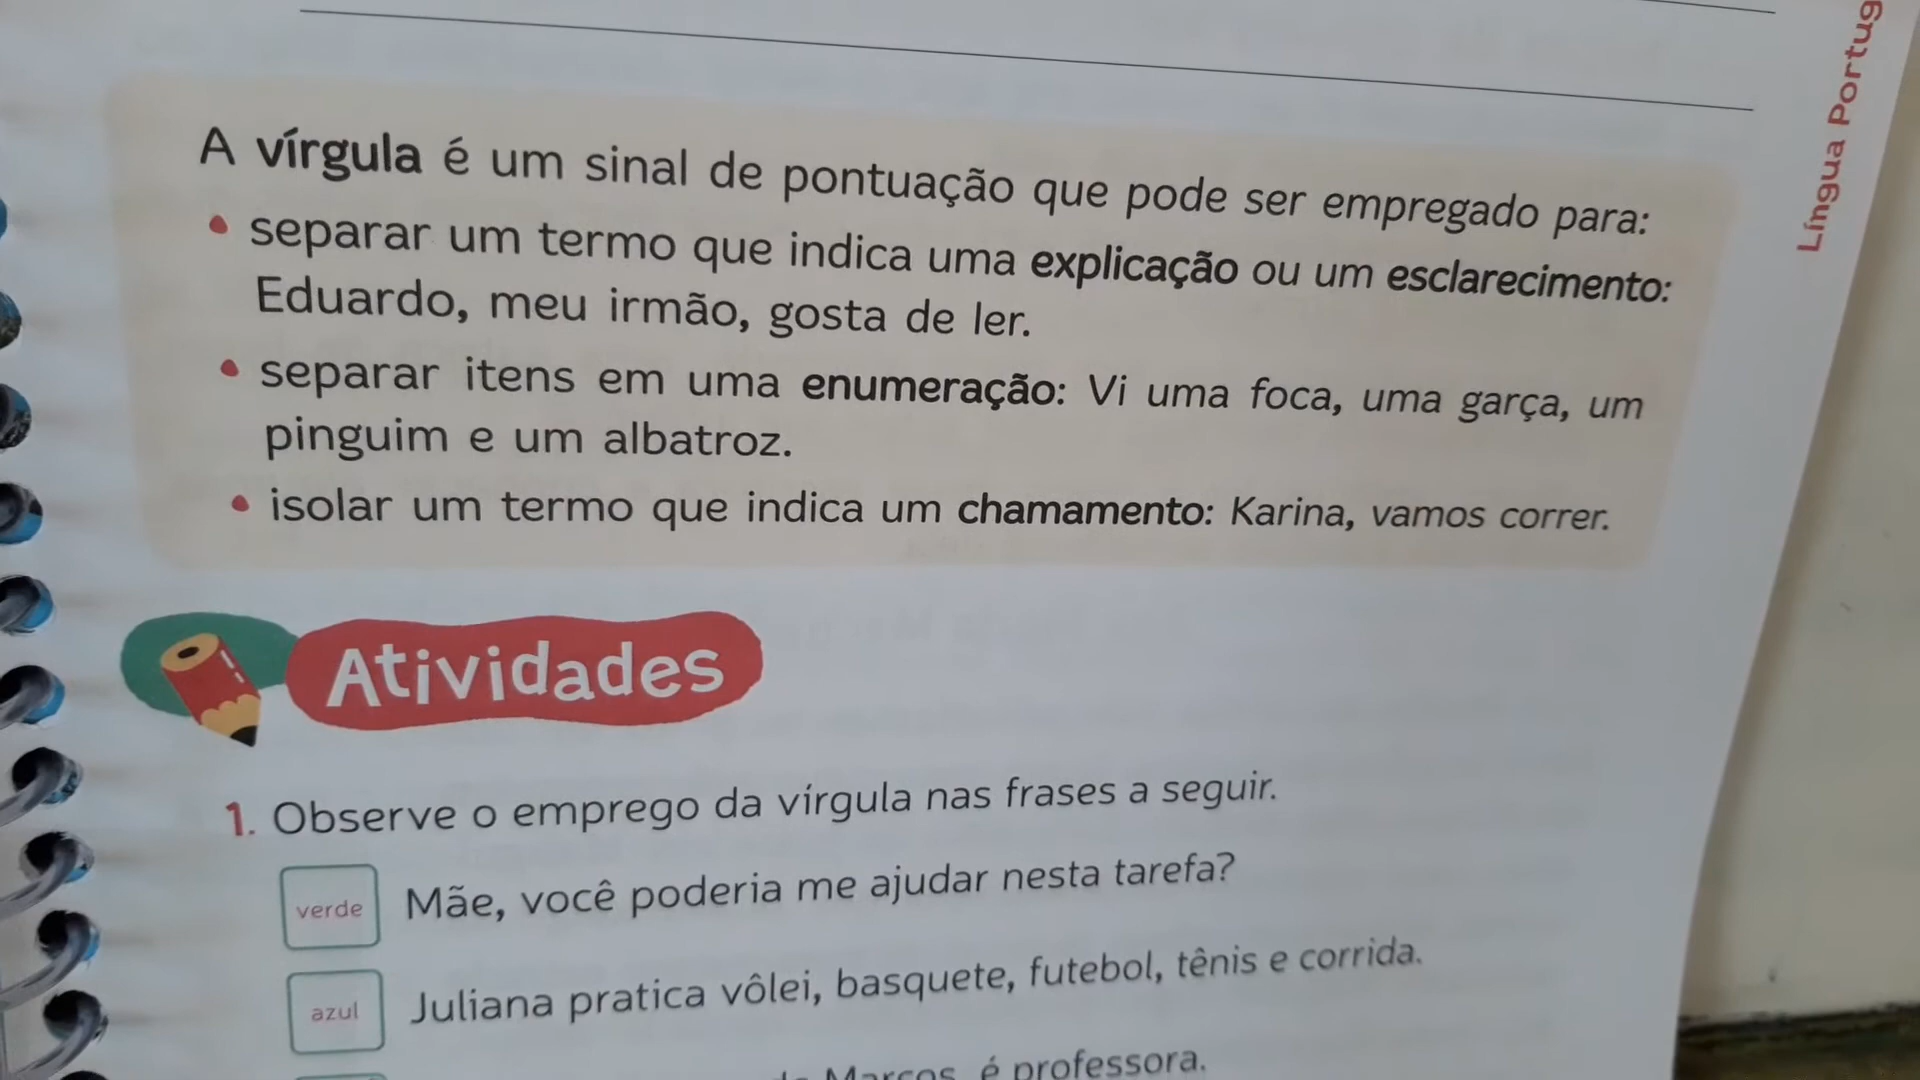 Língua
A vírgula é um sinal de pontuação que pode ser empregado para:
• separar um termo que indica uma explicação ou um esclarecimento:
Eduardo, meu irmão, gosta de ler.
• separar itens em uma enumeração: Vi uma foca, uma garça, um
pinguim e um albatroz.
• isolar um termo que indica um chamamento: Karina, vamos correr.
Atividades
1. Observe o emprego da vírgula nas frases a seguir.
verde Mãe, você poderia me ajudar nesta tarefa?
azul Juliana pratica vôlei, basquete, futebol, tênis e corrida.
Marcos, é professora.